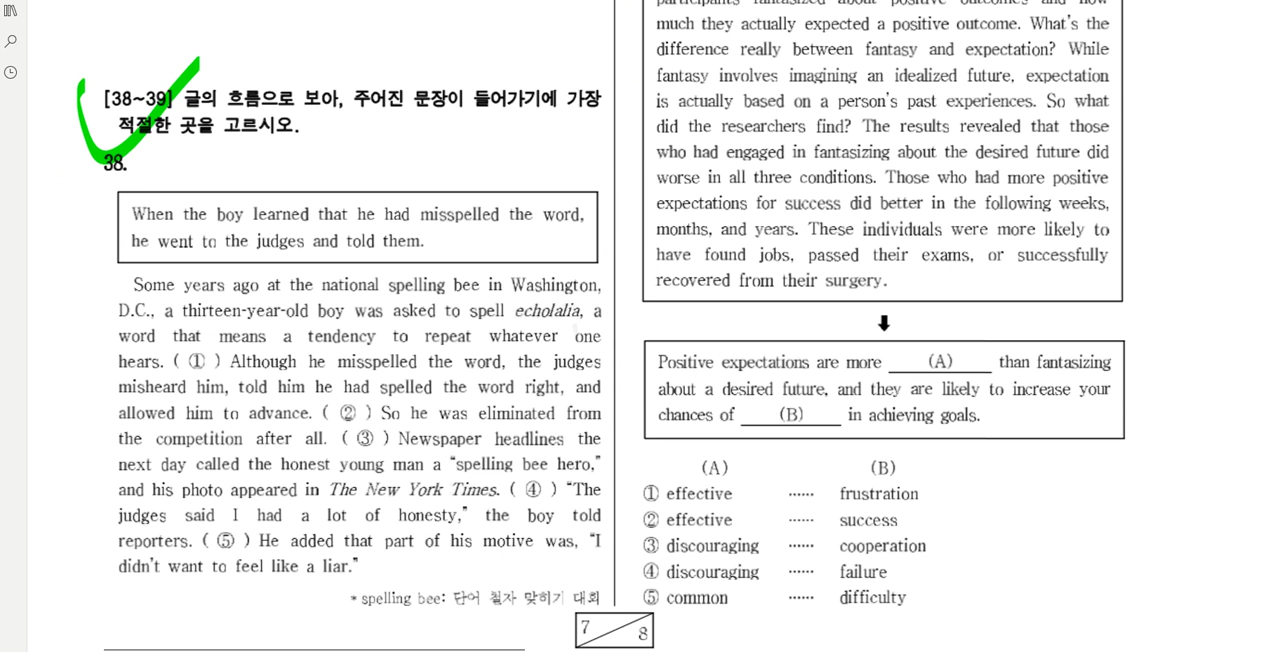 [38~39] 글의 흐름으로 보아, 주어진 문장이 들어가기에 가장
적절한 곳을 고르시오.
38.
When the boy learned that he had misspelled the word,
he went to the judges and told them.
Some years ago at the national spelling bee in Washington,
D.C., a thirteen-year-old boy was asked to spell echolalia, a
word that means a tendency to repeat whatever one
hears. ( ① ) Although he misspelled the word, the judges
misheard him, told him he had spelled the word right, and
allowed him to advance. ( ② ) So he was eliminated from
the competition after all. ( ③ ) Newspaper headlines the
next day called the honest young man a “spelling bee hero,”
and his photo appeared in The New York Times. ( ④ ) “The
judges said I had a lot of honesty,” the boy told
reporters. ( ⑤ ) He added that part of his motive was, “I
didn't want to feel like a liar.”
* spelling bee: 단어 철자 맞히기 대회
participants fantasized about positive outcomes and how
much they actually expected a positive outcome. What's the
difference really between fantasy and expectation? While
fantasy involves imagining an idealized future, expectation
is actually based on a person's past experiences. So what
did the researchers find? The results revealed that those
who had engaged in fantasizing about the desired future did
worse in all three conditions. Those who had more positive
expectations for success did better in the following weeks,
months, and years. These individuals were more likely to
have found jobs, passed their exams, or successfully
recovered from their surgery.
Positive expectations are more (A) than fantasizing
about a desired future, and they are likely to increase your
chances of (B) in achieving goals.
(A) (B)
① effective ······ frustration
② effective ······ success
③ discouraging ······ cooperation
④ discouraging ······ failure
⑤ common ······ difficulty
7 8